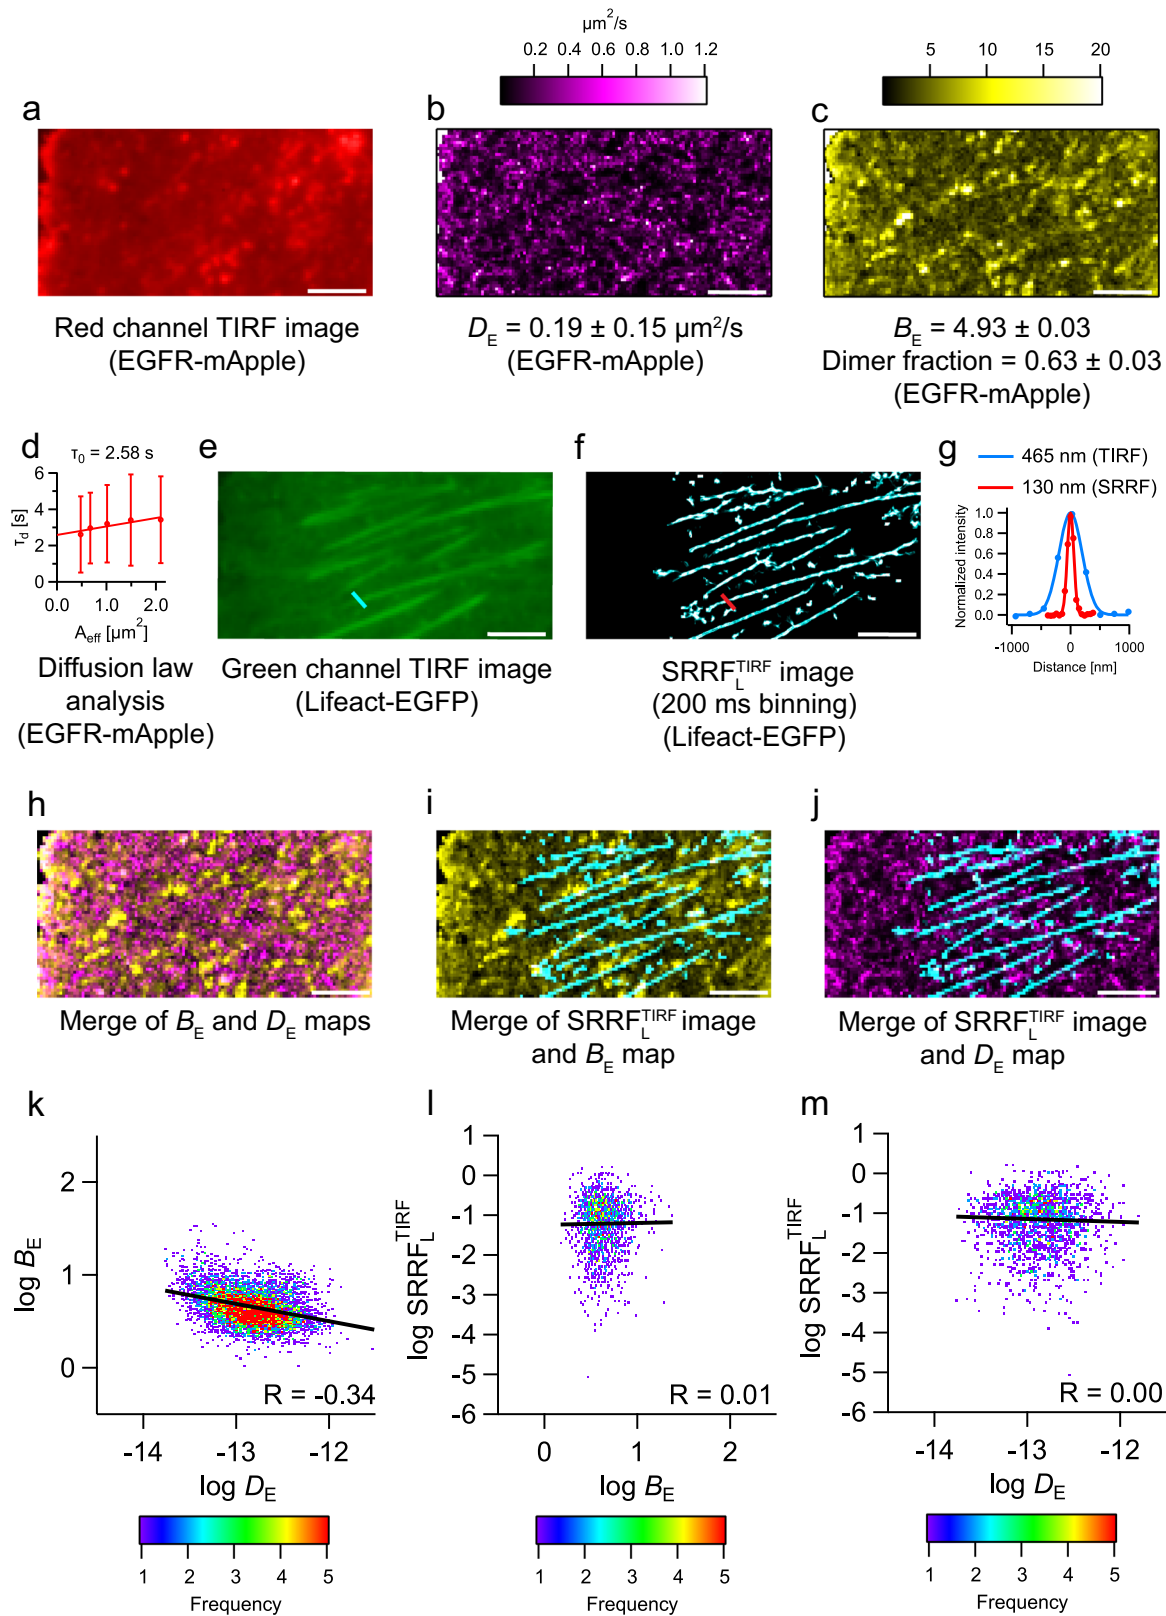 µm²/s
0.2 0.4 0.6 0.8 1.0 1.2
5 10 15 20
a
b
c
Red channel TIRF image
(EGFR-mApple)
D_E = 0.19 ± 0.15 µm²/s
(EGFR-mApple)
B_E = 4.93 ± 0.03
Dimer fraction = 0.63 ± 0.03
(EGFR-mApple)
d
τ₀ = 2.58 s
6
4
2
0
τ_d [s]
0.0 1.0 2.0
A_eff [µm²]
Diffusion law
analysis
(EGFR-mApple)
e
Green channel TIRF image
(Lifeact-EGFP)
f
SRRF_L^TIRF image
(200 ms binning)
(Lifeact-EGFP)
g
465 nm (TIRF)
130 nm (SRRF)
Normalized intensity
1.0
0.8
0.6
0.4
0.2
0.0
-1000 0 1000
Distance [nm]
h
Merge of B_E and D_E maps
i
Merge of SRRF_L^TIRF image
and B_E map
j
Merge of SRRF_L^TIRF image
and D_E map
k
log B_E
2
1
0
R = -0.34
-14 -13 -12
log D_E
1 2 3 4 5
Frequency
l
log SRRF_L^TIRF
1
0
-1
-2
-3
-4
-5
-6
R = 0.01
0 1 2
log B_E
1 2 3 4 5
Frequency
m
log SRRF_L^TIRF
1
0
-1
-2
-3
-4
-5
-6
R = 0.00
-14 -13 -12
log D_E
1 2 3 4 5
Frequency